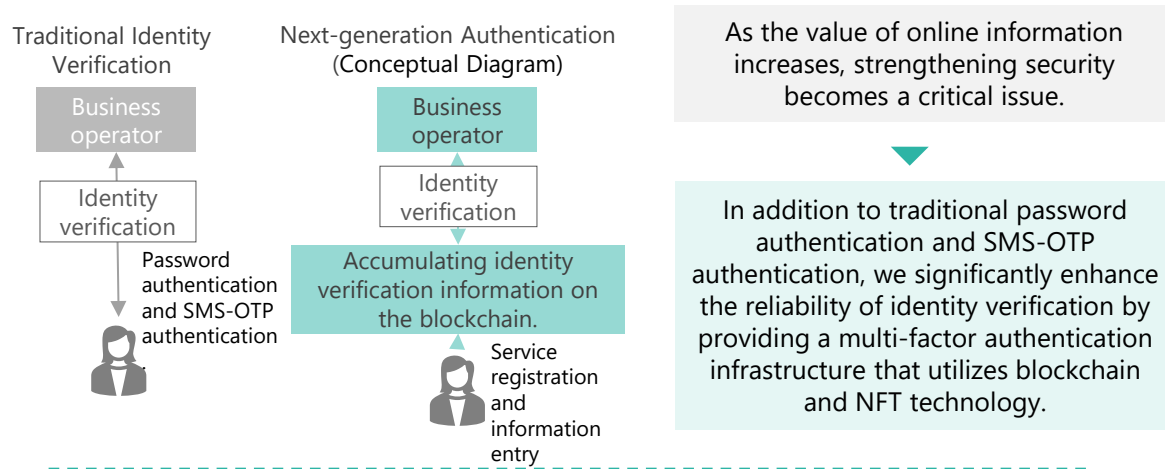 Traditional Identity
Verification
Business
operator
Identity
verification
Password
authentication
and SMS-OTP
authentication
.
Next-generation Authentication
(Conceptual Diagram)
Business
operator
Identity
verification
Accumulating identity
verification information on
the blockchain.
Service
registration
and
information
entry
As the value of online information
increases, strengthening security
becomes a critical issue.
In addition to traditional password
authentication and SMS-OTP
authentication, we significantly enhance
the reliability of identity verification by
providing a multi-factor authentication
infrastructure that utilizes blockchain
and NFT technology.